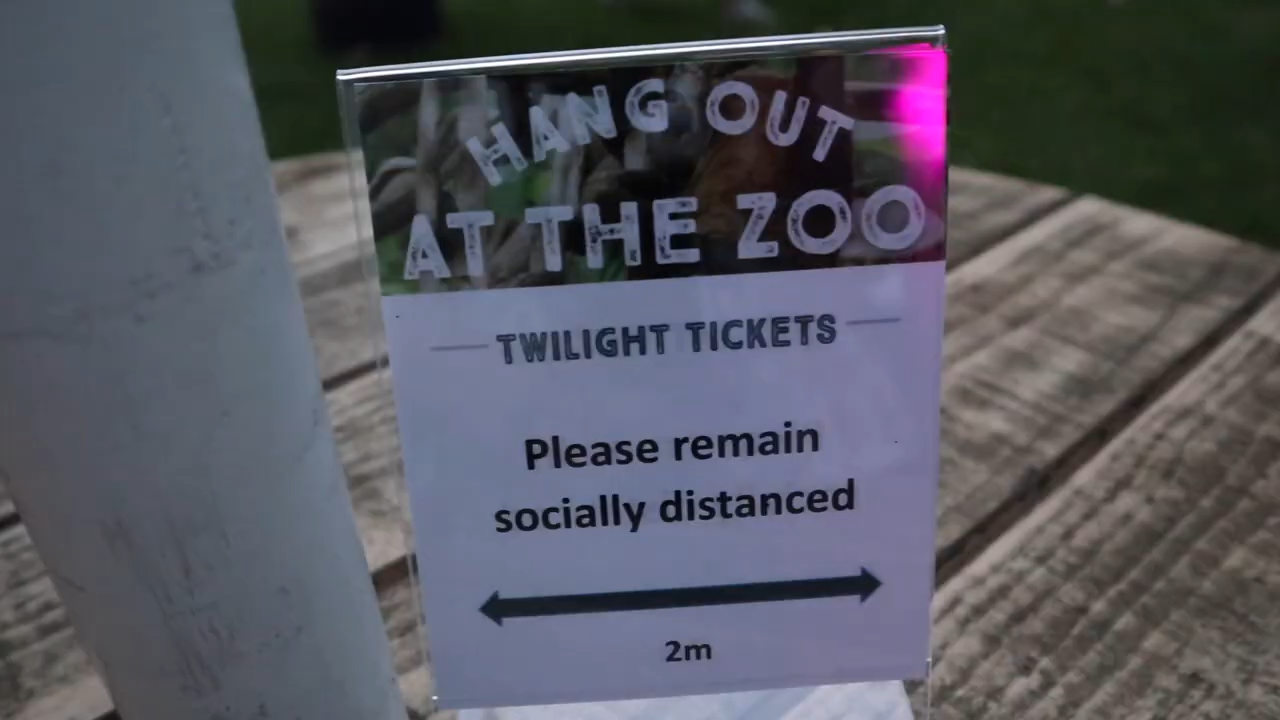 HANG OUT
AT THE ZOO
TWILIGHT TICKETS
Please remain
socially distanced
2m